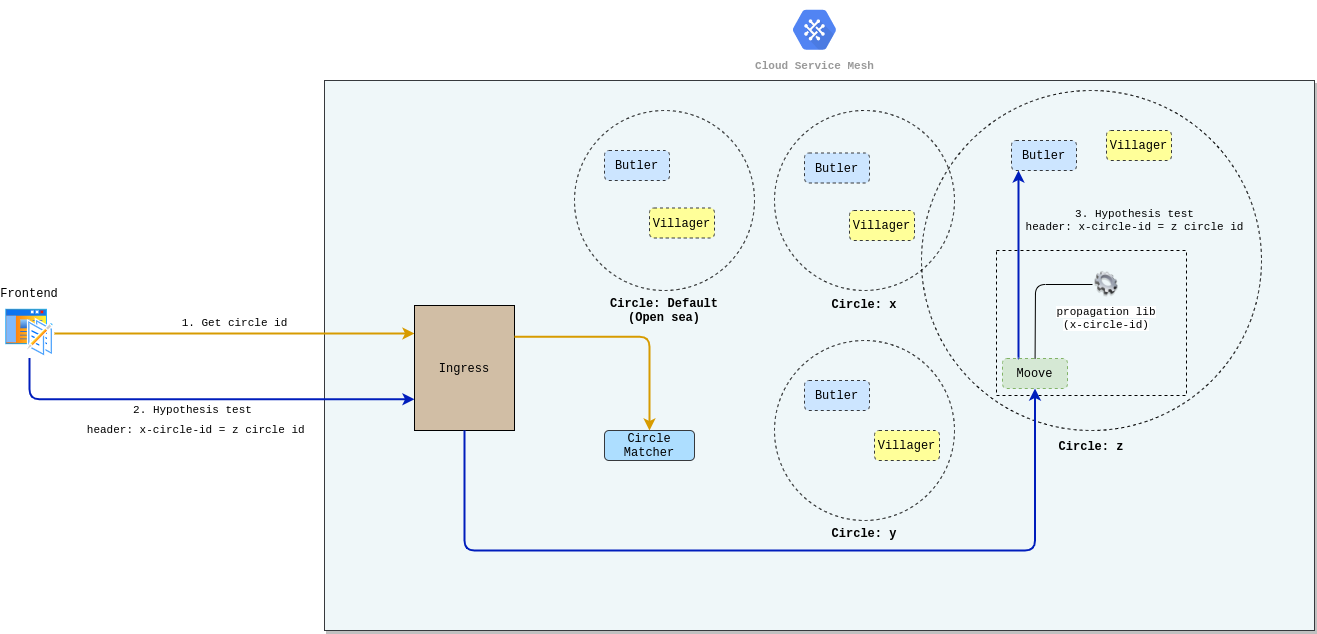 Cloud Service Mesh
Butler
Villager
Circle: Default
(Open sea)
Butler
Villager
Circle: x
Butler
Villager
3. Hypothesis test
header: x-circle-id = z circle id
propagation lib
(x-circle-id)
Moove
Circle: z
Frontend
1. Get circle id
2. Hypothesis test
header: x-circle-id = z circle id
Ingress
Circle
Matcher
Butler
Villager
Circle: y